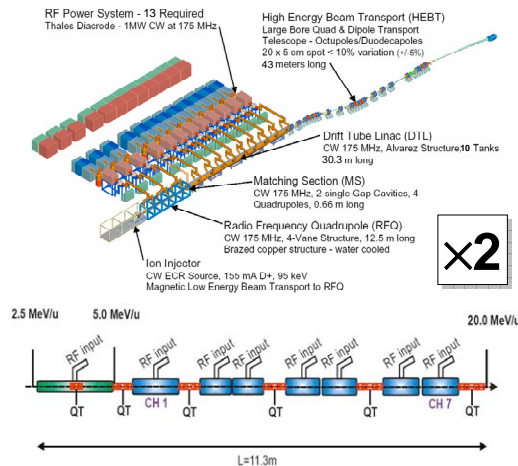 RF Power System - 13 Required
Thales Diacrode - 1MW CW at 175 MHz
High Energy Beam Transport (HEBT)
Large Bore Quad & Dipole Transport
Telescope - Octupoles/Duodecapoles
20 x 5 cm spot < 10% variation (+/-5%)
43 meters long
Drift Tube Linac (DTL)
CW 175 MHz, Alvarez Structure,10 Tanks
30.3 m long
Matching Section (MS)
CW 175 MHz, 2 single Gap Cavities, 4
Quadrupoles, 0.66 m long
Radio Frequency Quadrupole (RFQ)
CW 175 MHz, 4-Vane Structure, 12.5 m long
Brazed copper structure - water cooled
Ion Injector
CW ECR Source, 155 mA D+, 95 keV
Magnetic Low Energy Beam Transport to RFQ
×2
2.5 MeV/u 5.0 MeV/u 20.0 MeV/u
RF input RF input RF input RF input RF input RF input RF input RF input
CH 1 CH 7
QT QT QT QT QT
L=11.3m